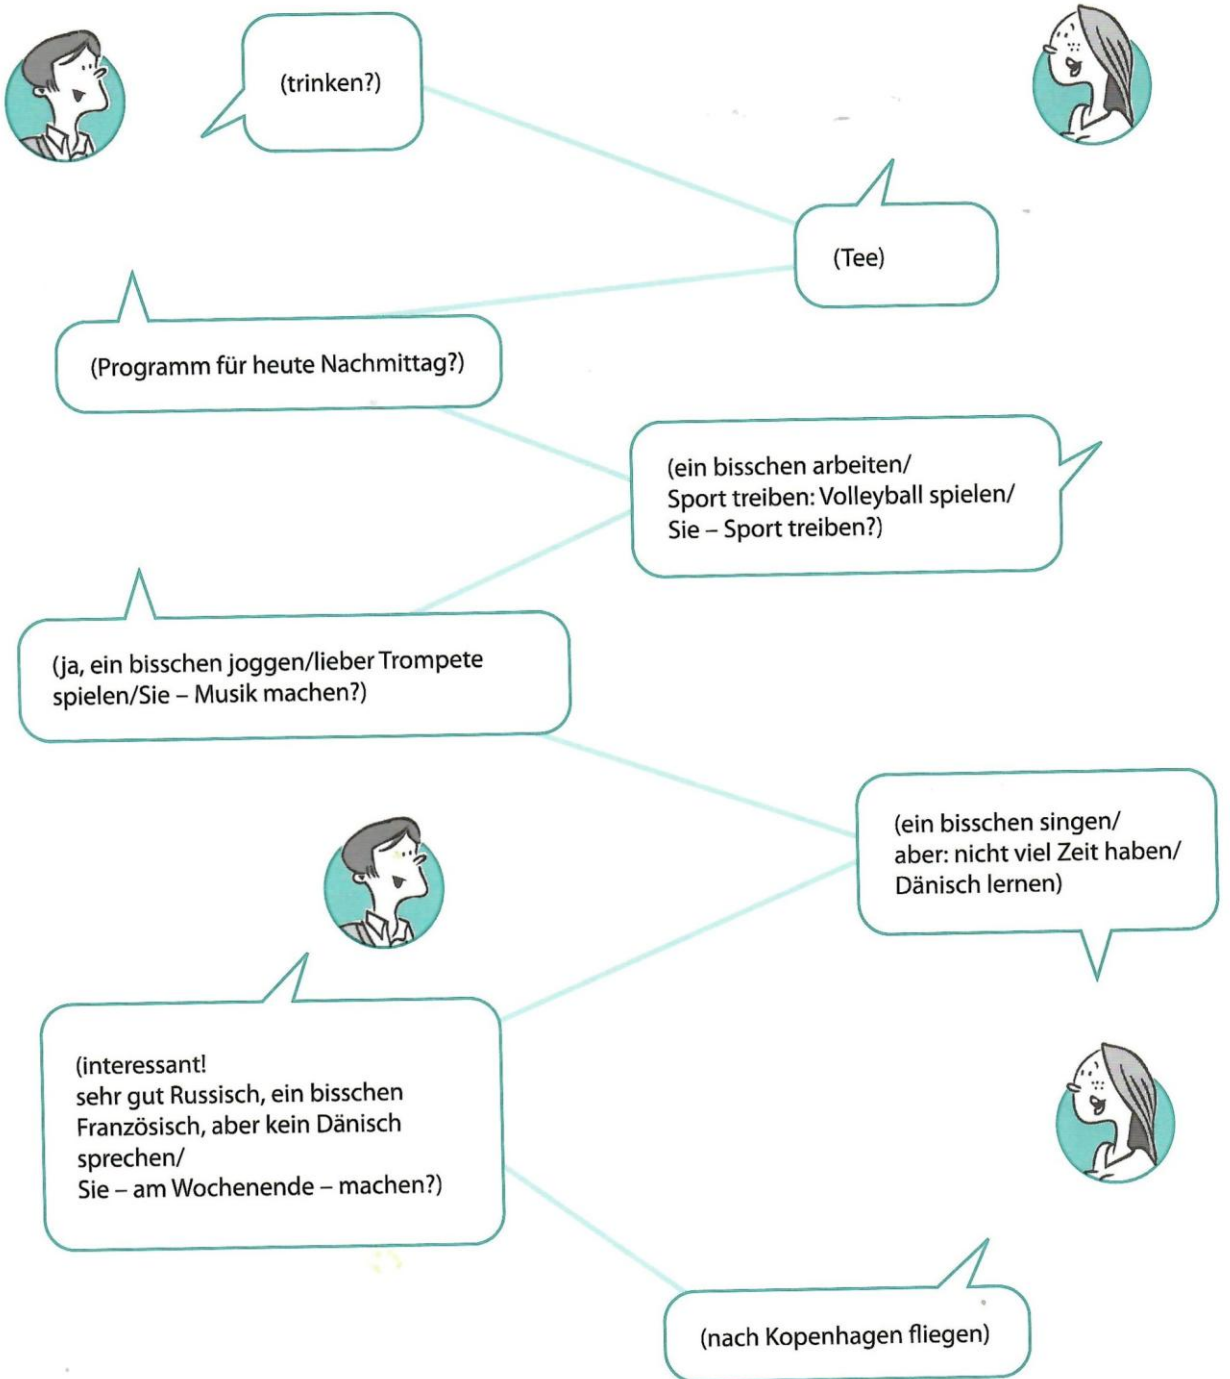 (trinken?)
(Tee)
(Programm für heute Nachmittag?)
(ein bisschen arbeiten/
Sport treiben: Volleyball spielen/
Sie – Sport treiben?)
(ja, ein bisschen joggen/lieber Trompete
spielen/Sie – Musik machen?)
(ein bisschen singen/
aber: nicht viel Zeit haben/
Dänisch lernen)
(interessant!
sehr gut Russisch, ein bisschen
Französisch, aber kein Dänisch
sprechen/
Sie – am Wochenende – machen?)
(nach Kopenhagen fliegen)